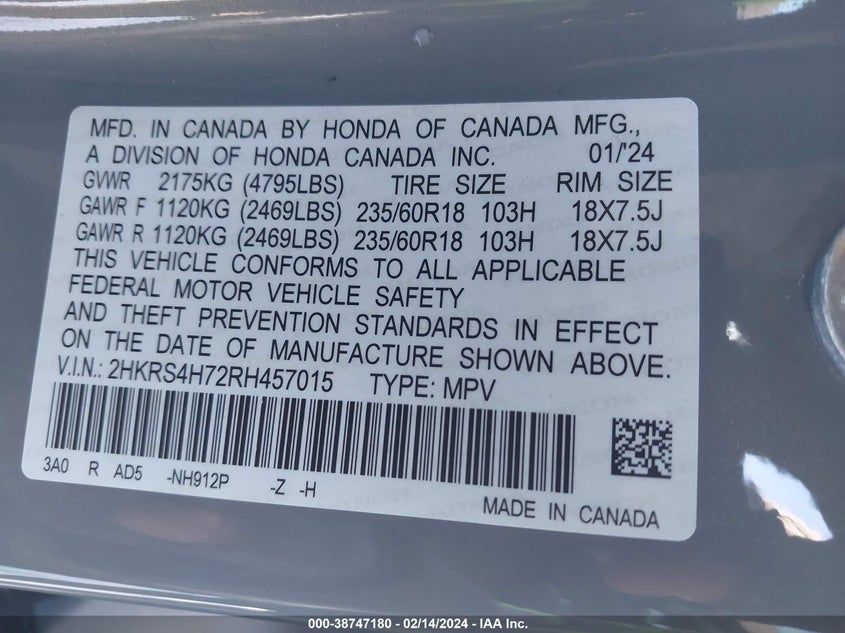 MFD. IN CANADA BY HONDA OF CANADA MFG.,
A DIVISION OF HONDA CANADA INC. 01/'24
GVWR 2175KG (4795LBS) TIRE SIZE RIM SIZE
GAWR F 1120KG (2469LBS) 235/60R18 103H 18X7.5J
GAWR R 1120KG (2469LBS) 235/60R18 103H 18X7.5J
THIS VEHICLE CONFORMS TO ALL APPLICABLE
FEDERAL MOTOR VEHICLE SAFETY
AND THEFT PREVENTION STANDARDS IN EFFECT
ON THE DATE OF MANUFACTURE SHOWN ABOVE.
V.I.N.: 2HKRS4H72RH457015 TYPE: MPV
3A0 R AD5 -NH912P -Z -H
MADE IN CANADA
000-38747180 - 02/14/2024 - IAA Inc.